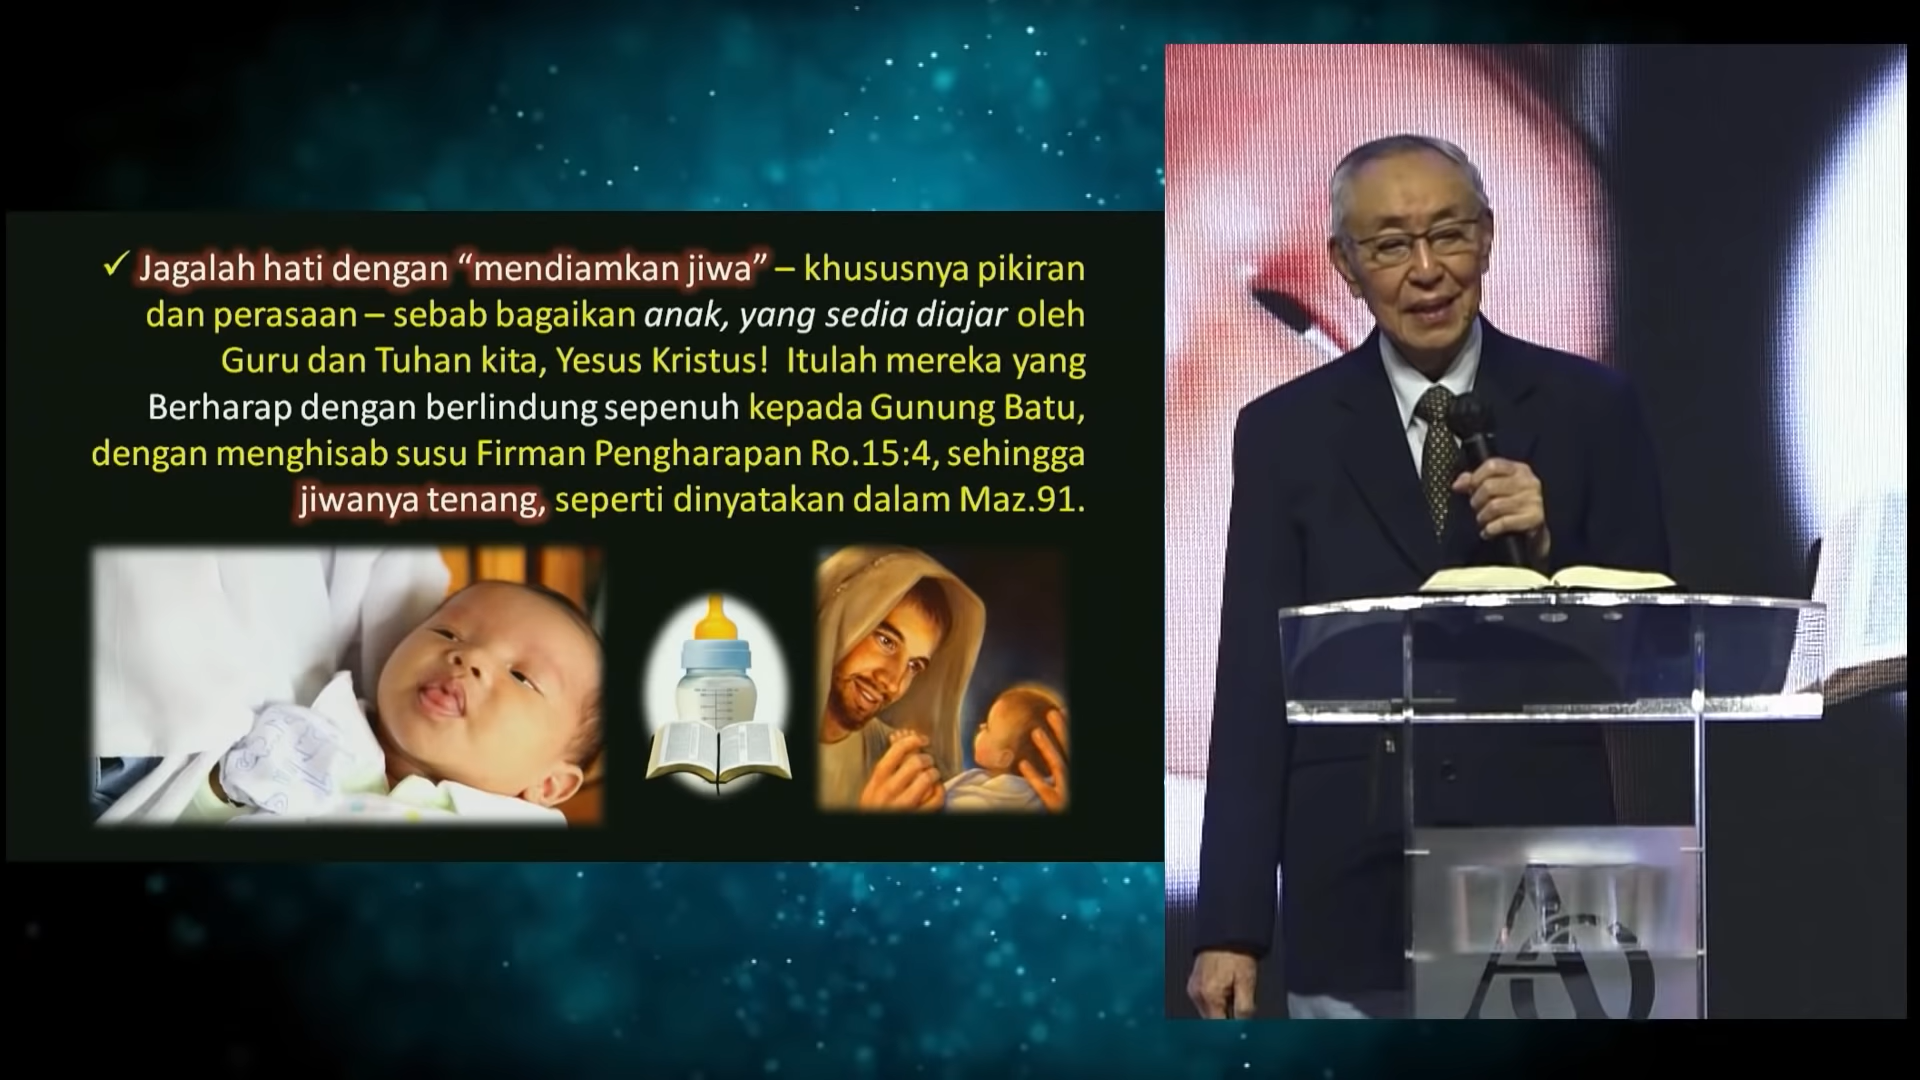 ✓ Jagalah hati dengan “mendiamkan jiwa” – khususnya pikiran
dan perasaan – sebab bagaikan anak, yang sedia diajar oleh
Guru dan Tuhan kita, Yesus Kristus! Itulah mereka yang
Berharap dengan berlindung sepenuh kepada Gunung Batu,
dengan menghisab susu Firman Pengharapan Ro.15:4, sehingga
jiwanya tenang, seperti dinyatakan dalam Maz.91.